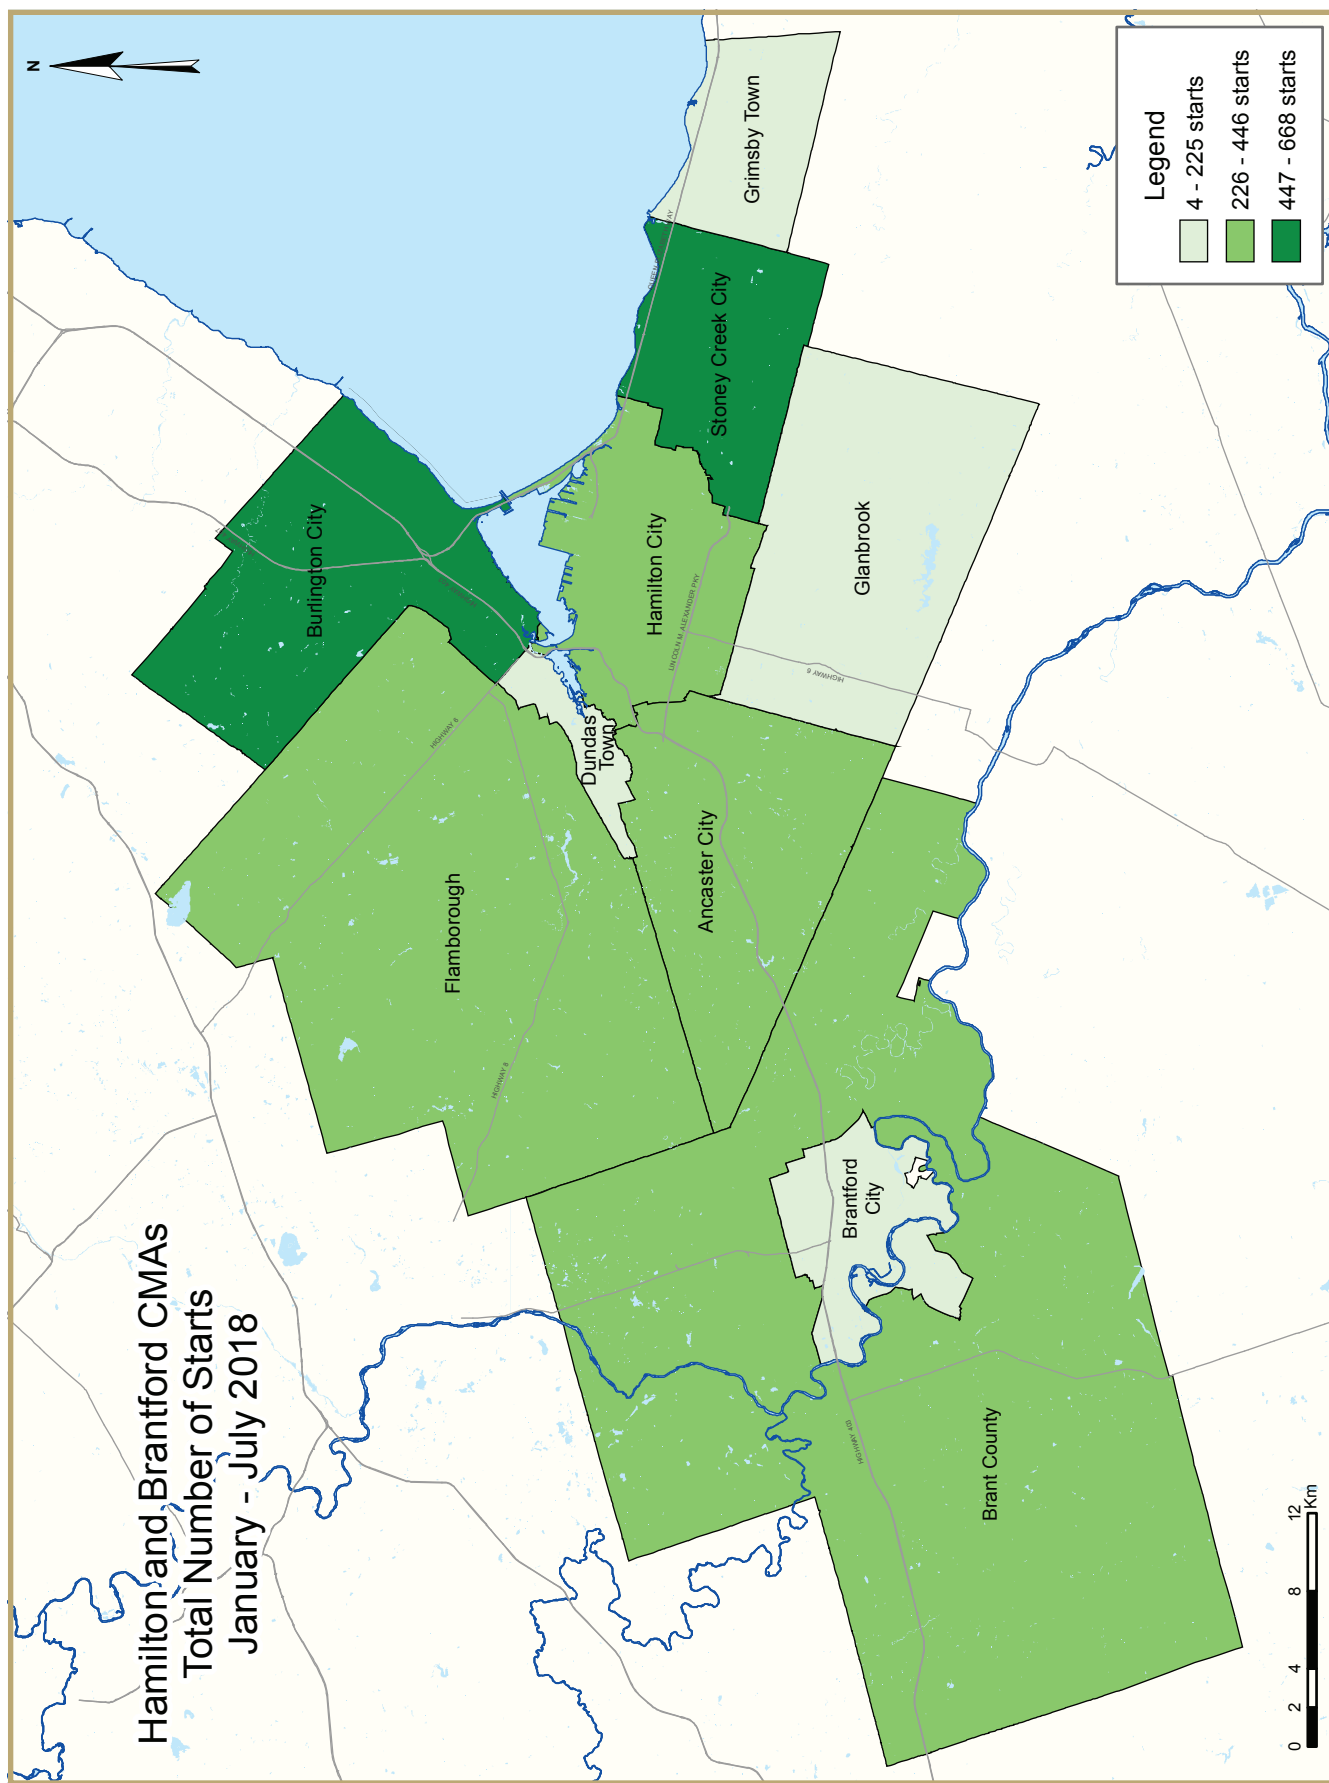 Hamilton and Brantford CMAs
Total Number of Starts
January - July 2018
N
Burlington City
Flamborough
HIGHWAY 6
HIGHWAY 8
Dundas
Town
Hamilton City
LINCOLN M. ALEXANDER PKY
Stoney Creek City
Grimsby Town
Ancaster City
Glanbrook
HIGHWAY 6
Brantford
City
HIGHWAY 403
Brant County
Legend
4 - 225 starts
226 - 446 starts
447 - 668 starts
0 2 4 8 12
Km